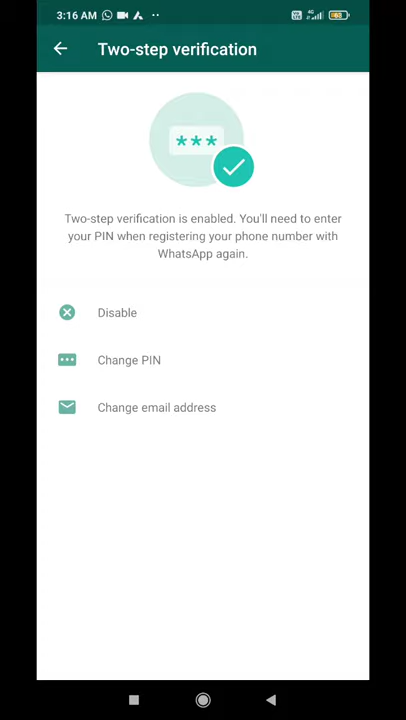 3:16 AM
Two-step verification
***
Two-step verification is enabled. You'll need to enter
your PIN when registering your phone number with
WhatsApp again.
Disable
Change PIN
Change email address